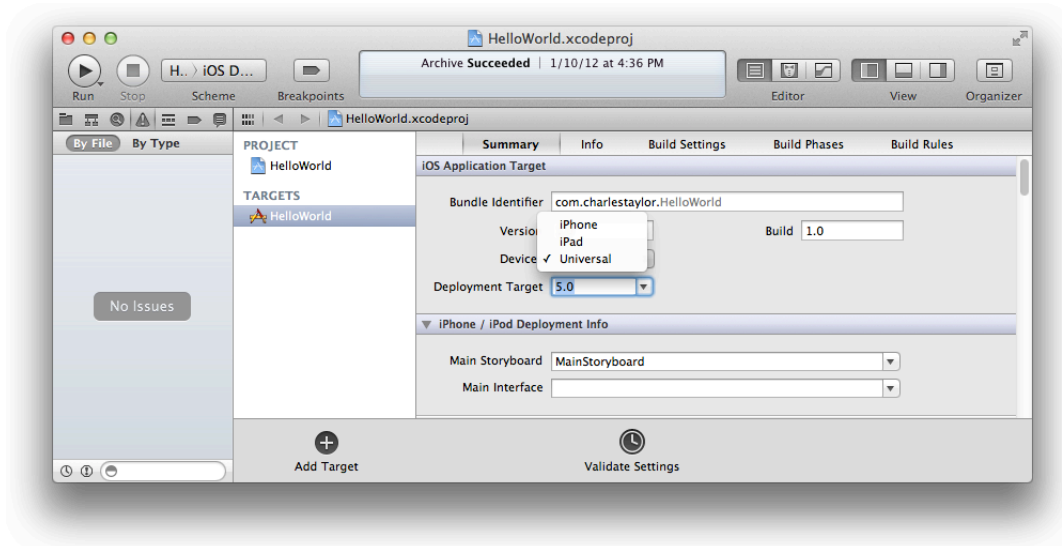 HelloWorld.xcodeproj
H.. › iOS D...
Archive Succeeded | 1/10/12 at 4:36 PM
Run Stop Scheme Breakpoints Editor View Organizer
HelloWorld.xcodeproj
By File By Type
PROJECT
HelloWorld
TARGETS
HelloWorld
No Issues
Summary Info Build Settings Build Phases Build Rules
iOS Application Target
Bundle Identifier com.charlestaylor.HelloWorld
Version Build 1.0
iPhone
iPad
Device ✓ Universal
Deployment Target 5.0
iPhone / iPod Deployment Info
Main Storyboard MainStoryboard
Main Interface
Add Target Validate Settings